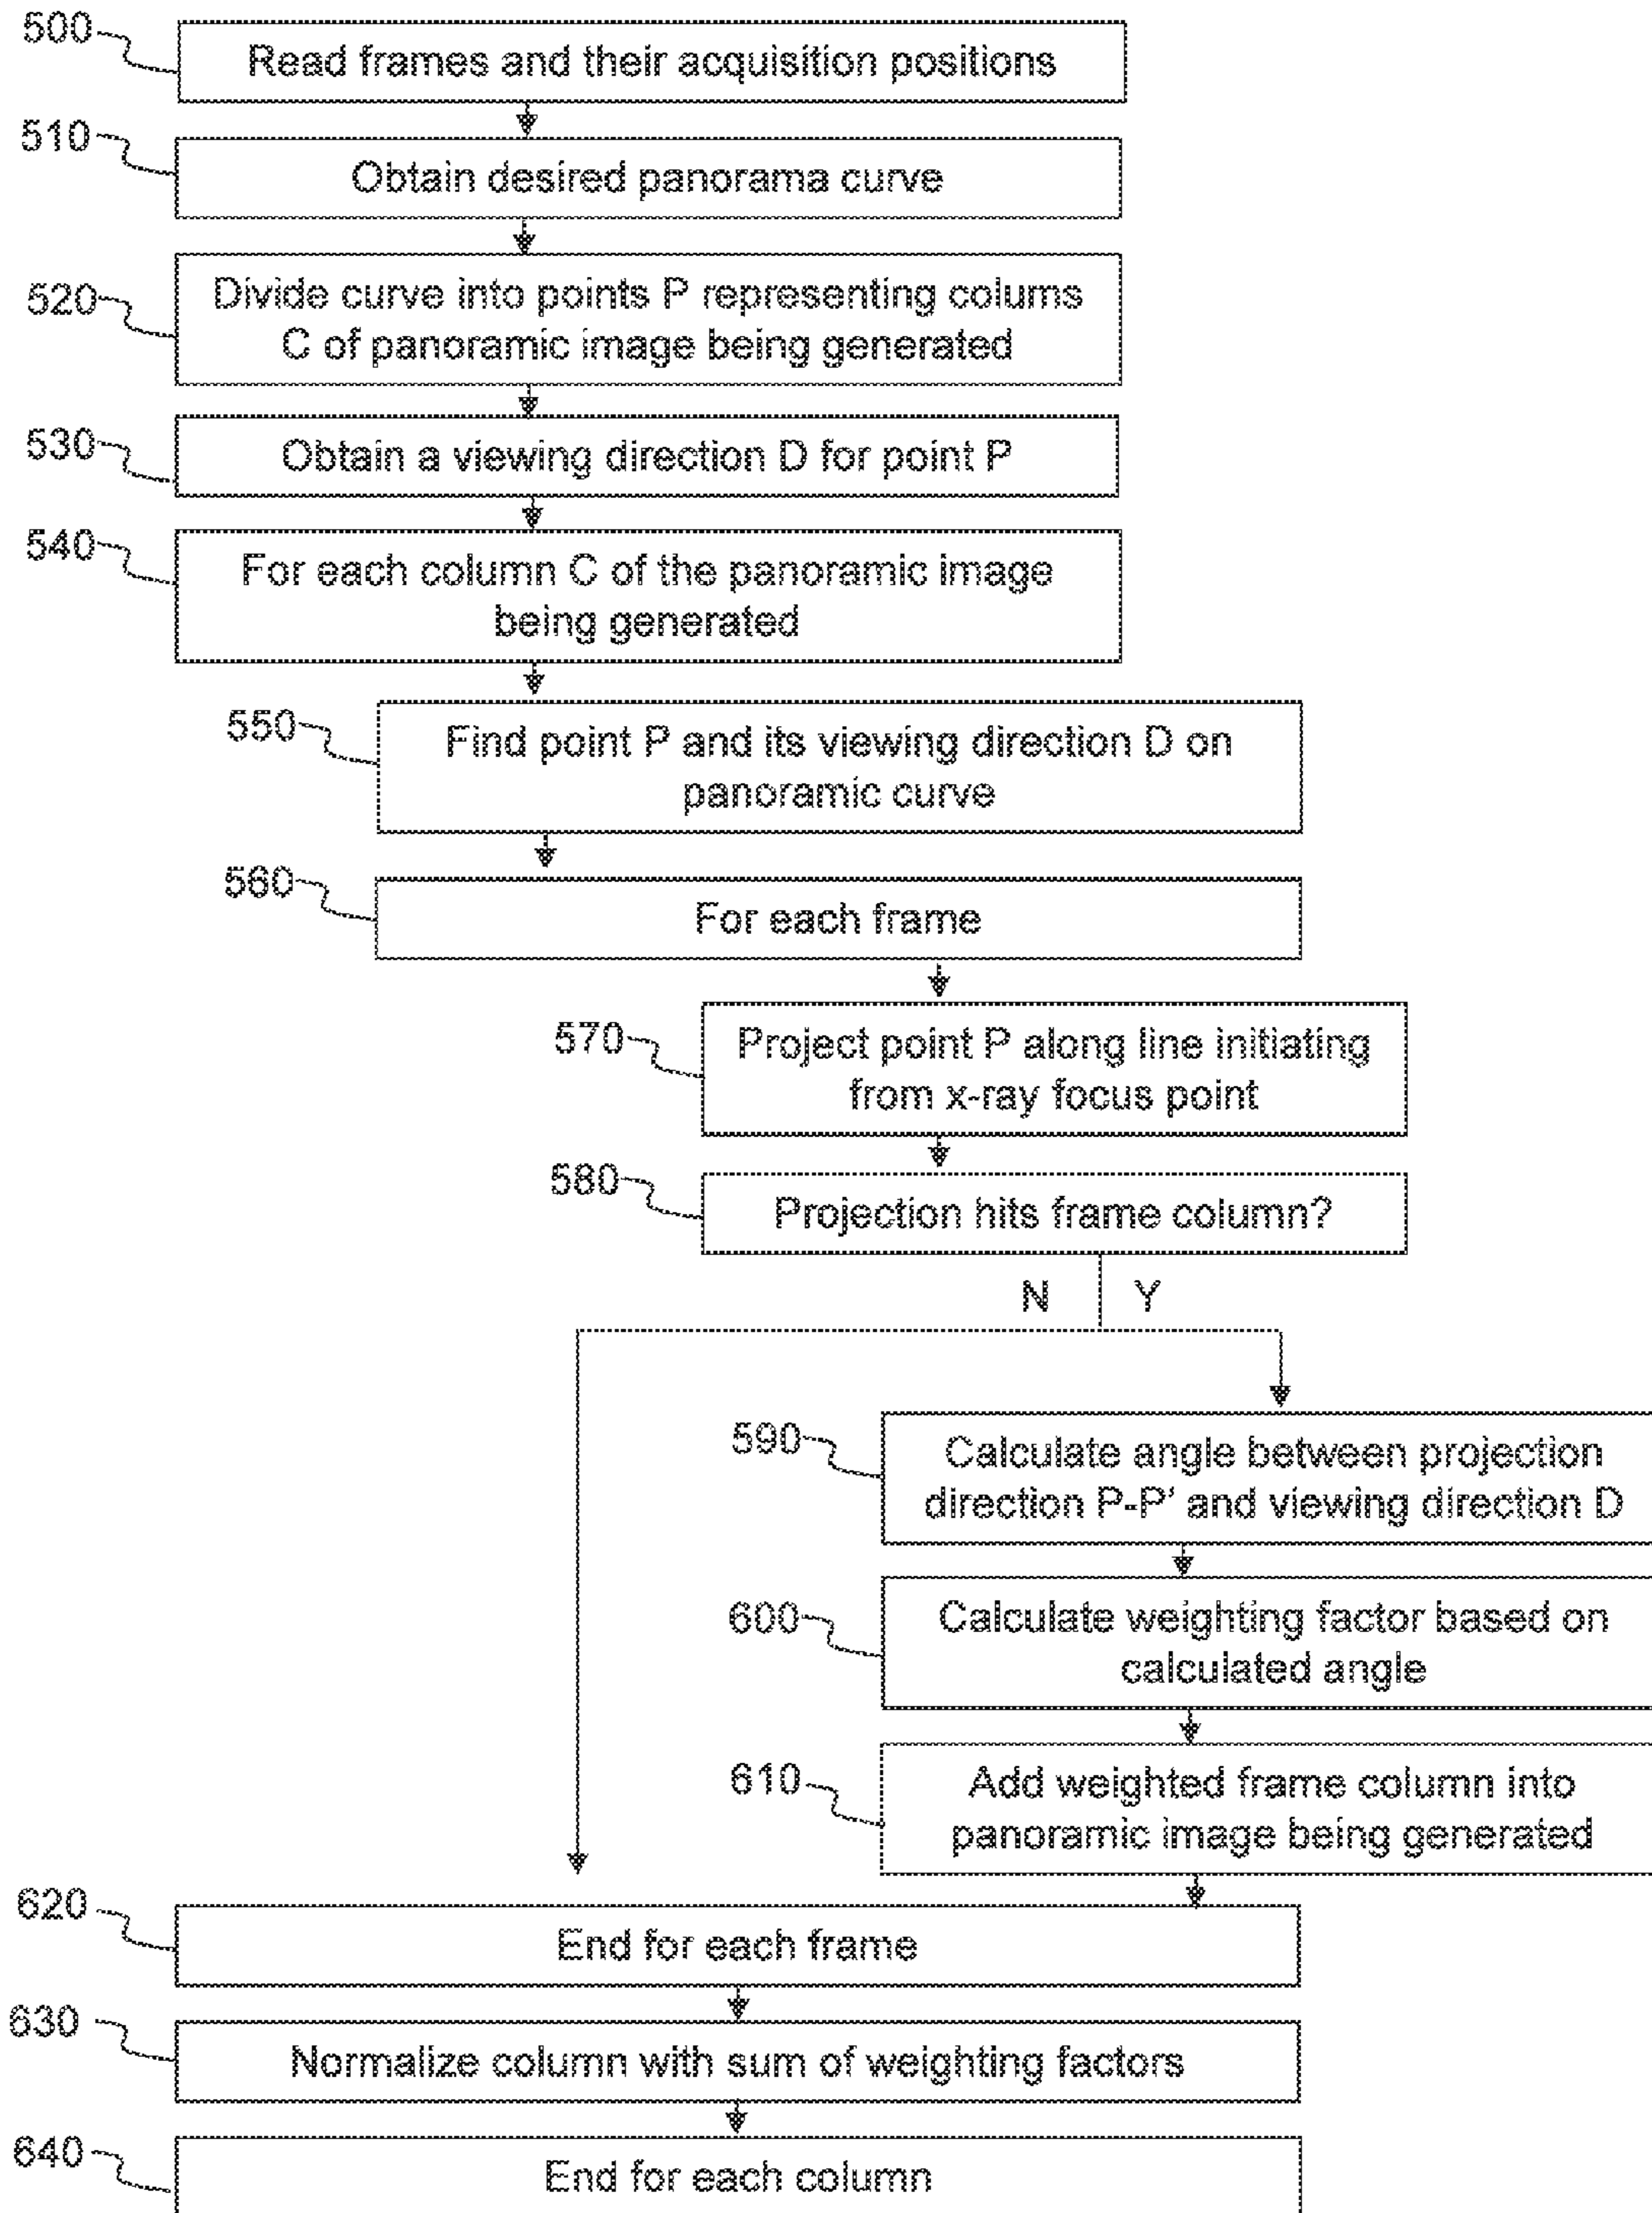 500
Read frames and their acquisition positions
510
Obtain desired panorama curve
520
Divide curve into points P representing colums
C of panoramic image being generated
530
Obtain a viewing direction D for point P
540
For each column C of the panoramic image
being generated
550
Find point P and its viewing direction D on
panoramic curve
560
For each frame
570
Project point P along line initiating
from x-ray focus point
580
Projection hits frame column?
N Y
590
Calculate angle between projection
direction P-P' and viewing direction D
600
Calculate weighting factor based on
calculated angle
610
Add weighted frame column into
panoramic image being generated
620
End for each frame
630
Normalize column with sum of weighting factors
640
End for each column